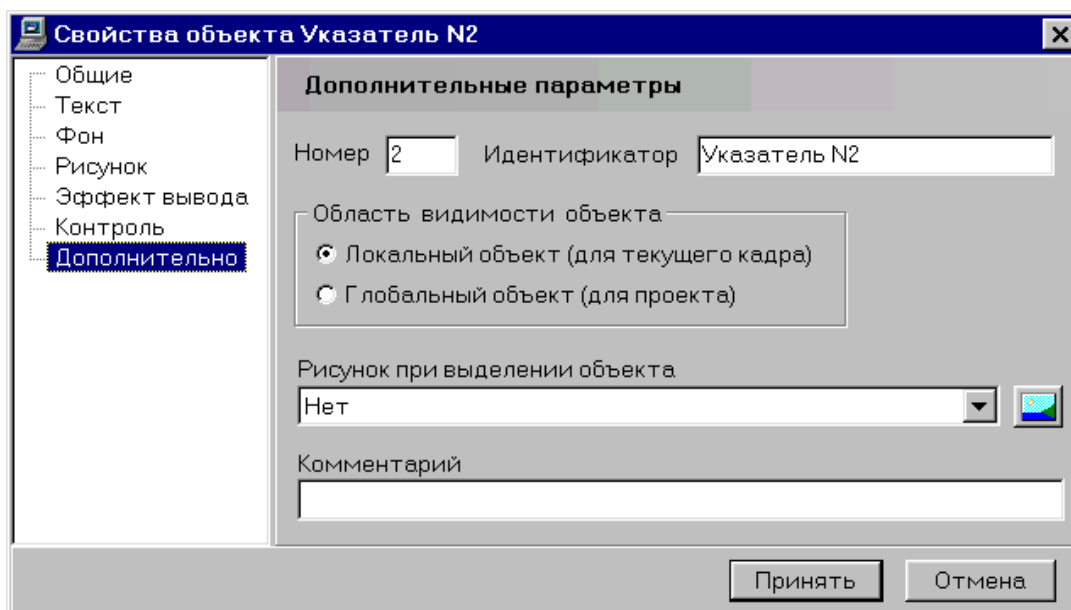 Свойства объекта Указатель N2
Общие
Текст
Фон
Рисунок
Эффект вывода
Контроль
Дополнительно
Дополнительные параметры
Номер 2 Идентификатор Указатель N2
Область видимости объекта
Локальный объект (для текущего кадра)
Глобальный объект (для проекта)
Рисунок при выделении объекта
Нет
Комментарий
Принять Отмена